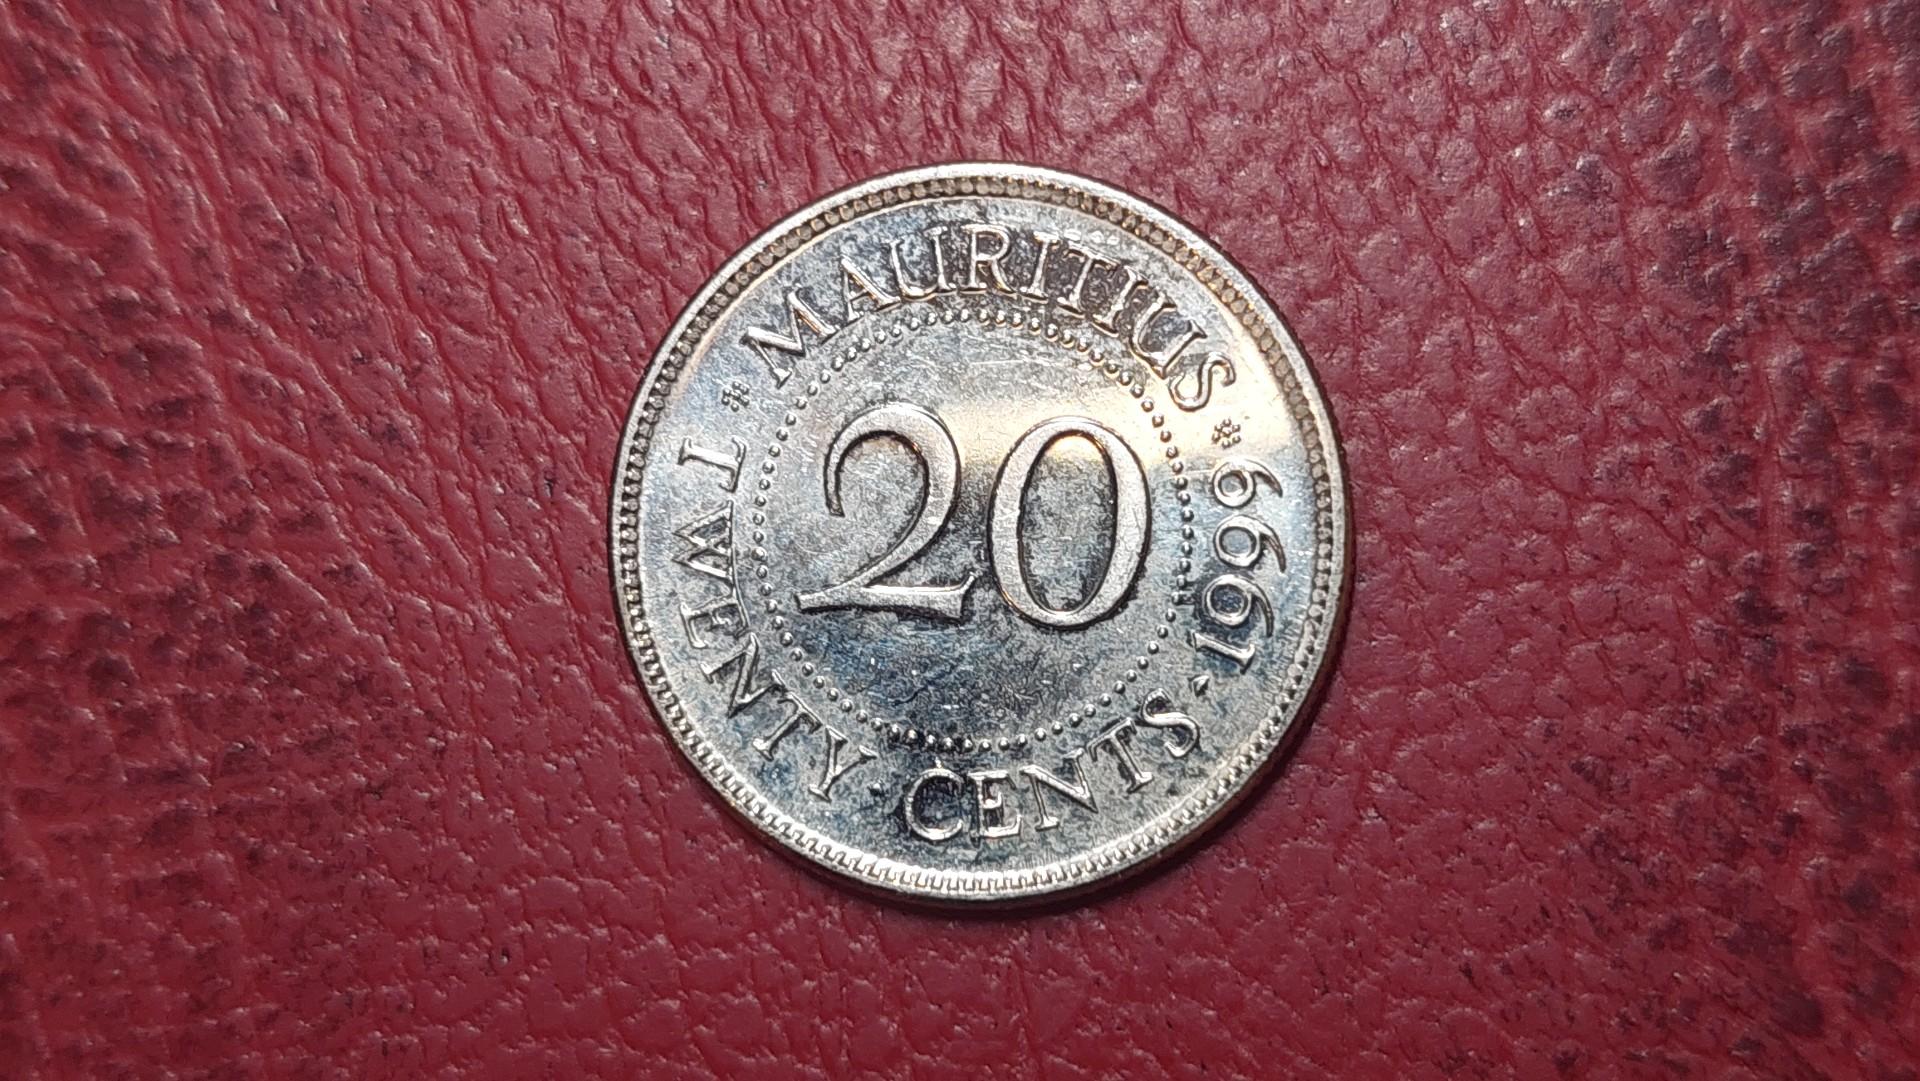 MAURITIUS
20
TWENTY CENTS · 1999